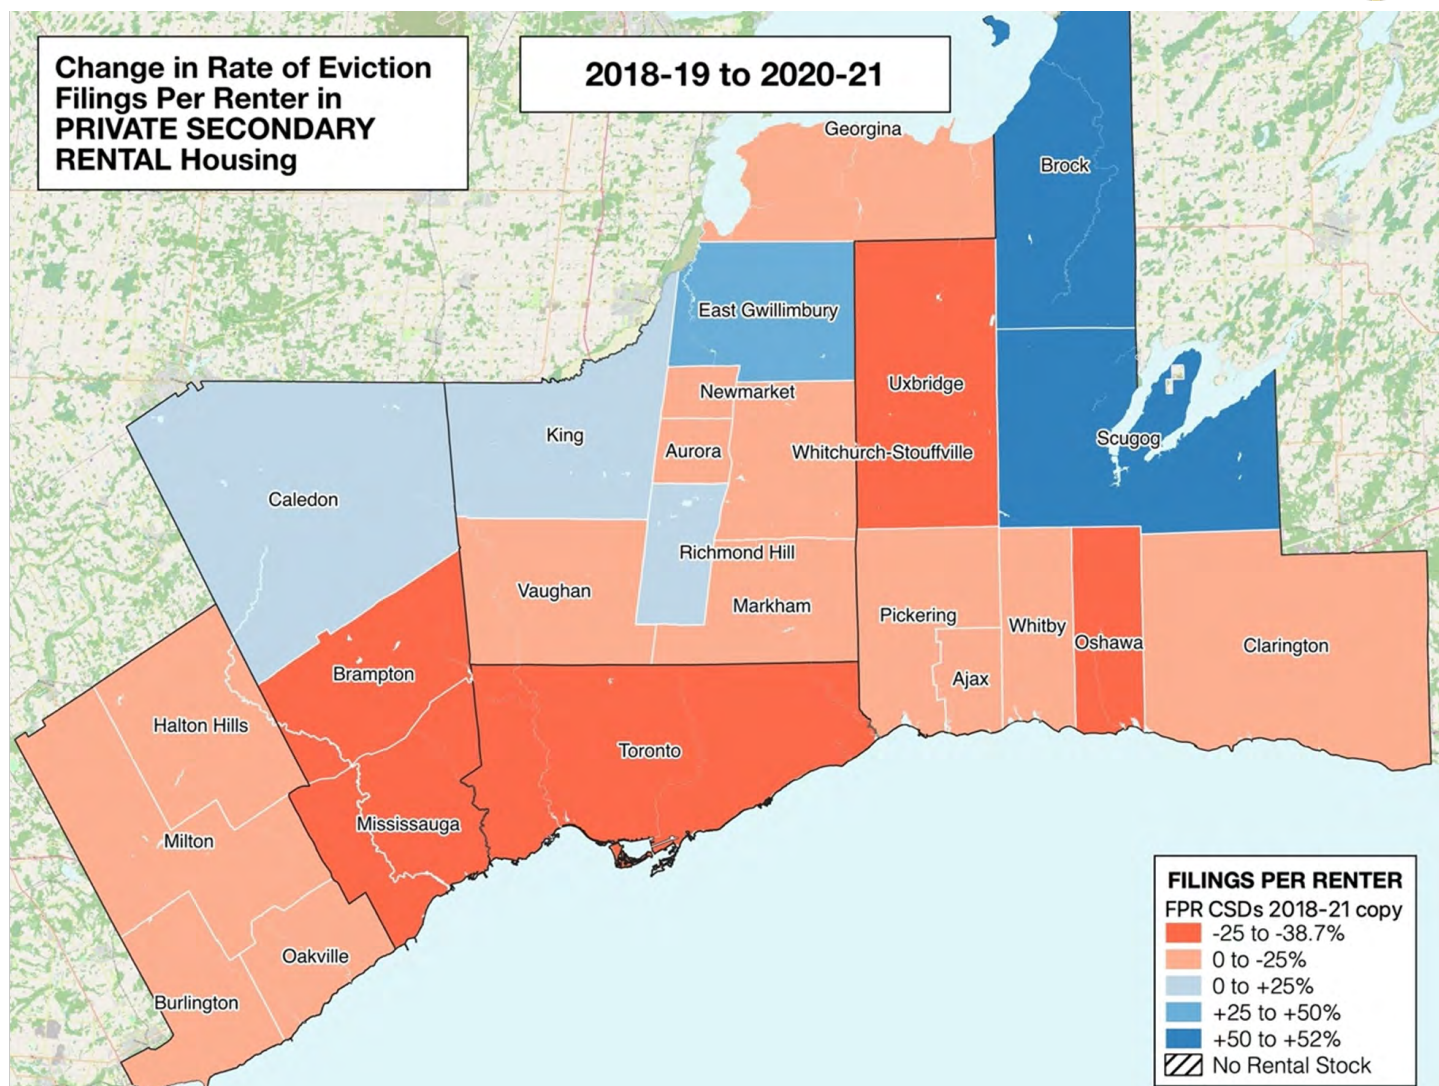 Change in Rate of Eviction
Filings Per Renter in
PRIVATE SECONDARY
RENTAL Housing
2018-19 to 2020-21
Georgina
Brock
East Gwillimbury
Uxbridge
Newmarket
King
Aurora
Whitchurch-Stouffville
Scugog
Caledon
Richmond Hill
Vaughan
Markham
Pickering
Whitby
Oshawa
Clarington
Brampton
Ajax
Halton Hills
Toronto
Mississauga
Milton
Oakville
Burlington
FILINGS PER RENTER
FPR CSDs 2018-21 copy
-25 to -38.7%
0 to -25%
0 to +25%
+25 to +50%
+50 to +52%
No Rental Stock